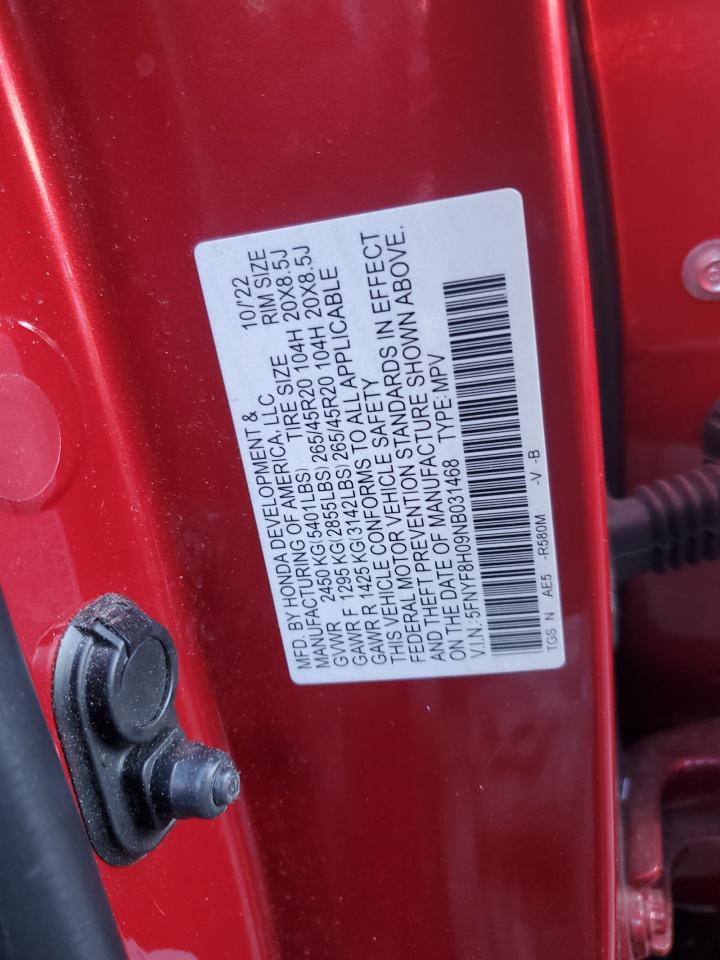 MFD. BY HONDA DEVELOPMENT & 10/22
MANUFACTURING OF AMERICA, LLC
TIRE SIZE RIM SIZE
GVWR 2450 KG(5401LBS)
GAWR F 1295 KG(2855LBS) 265/45R20 104H 20X8.5J
GAWR R 1425 KG(3142LBS) 265/45R20 104H 20X8.5J
THIS VEHICLE CONFORMS TO ALL APPLICABLE
FEDERAL MOTOR VEHICLE SAFETY
AND THEFT PREVENTION STANDARDS IN EFFECT
ON THE DATE OF MANUFACTURE SHOWN ABOVE.
V.I.N.:5FNYF8H09NB031468 TYPE:MPV
TGS N AE5 -R580M -V -B